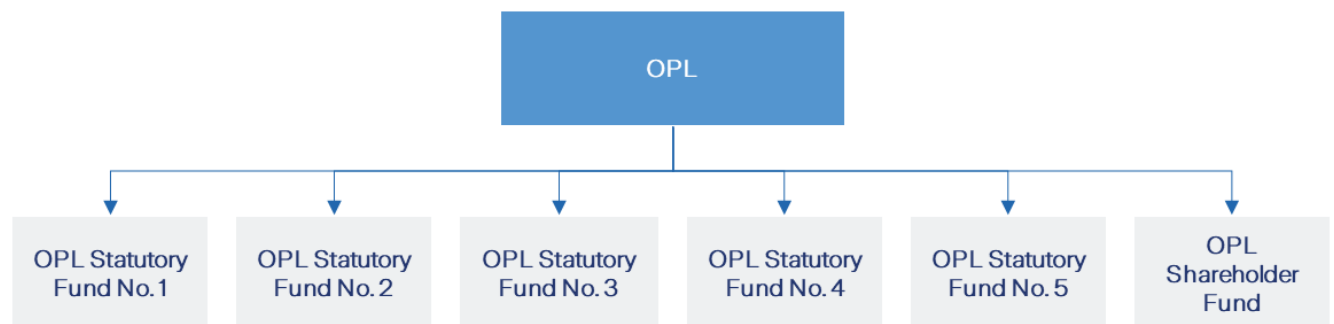 OPL
OPL Statutory
Fund No. 1
OPL Statutory
Fund No. 2
OPL Statutory
Fund No. 3
OPL Statutory
Fund No. 4
OPL Statutory
Fund No. 5
OPL
Shareholder
Fund